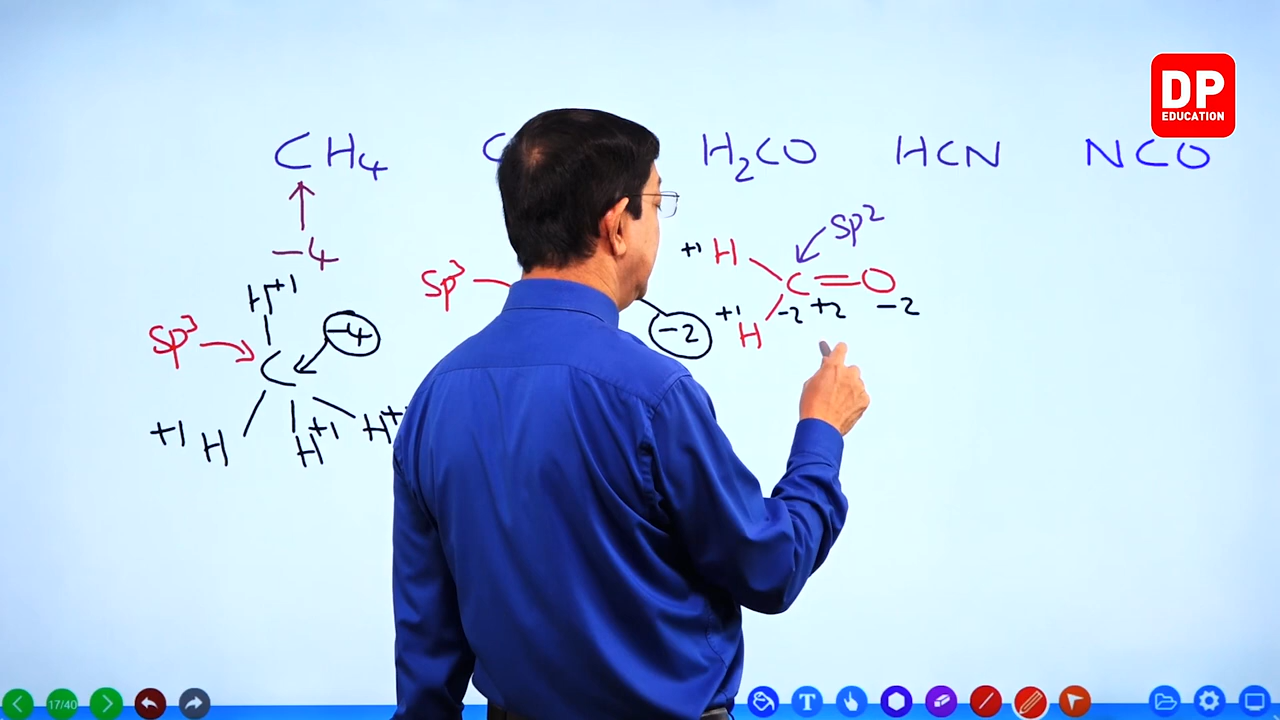 DP
EDUCATION
CH4 C H2CO HCN NCO
-4
sp2
+1 H
C=O
+1 H -2 +2 -2
H+1
sp3
-4
C
+1 H H+1 H+
sp3
-2
17/40
T